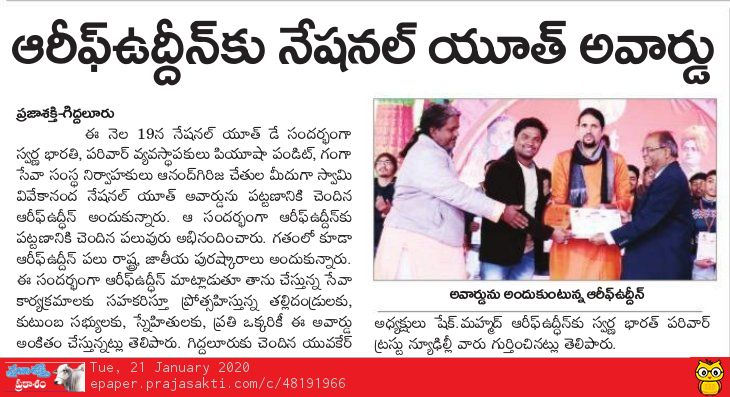 ఆరీఫ్ఉద్దీన్‌కు నేషనల్ యూత్ అవార్డు
ప్రజాశక్తి-గిద్దలూరు
ఈ నెల 19న నేషనల్ యూత్ డే సందర్భంగా
స్వర్ణ భారతి, పరివార్ వ్యవస్థాపకులు పియూషా పండిట్, గంగా
సేవా సంస్థ నిర్వాహకులు ఆనంద్‌గిరిజ చేతుల మీదుగా స్వామి
వివేకానంద నేషనల్ యూత్ అవార్డును పట్టణానికి చెందిన
ఆరీఫ్ఉద్దీన్ అందుకున్నారు. ఆ సందర్భంగా ఆరీఫ్ఉద్దీన్‌కు
పట్టణానికి చెందిన పలువురు అభినందించారు. గతంలో కూడా
ఆరీఫ్ఉద్దీన్ పలు రాష్ట్ర, జాతీయ పురష్కారాలు అందుకున్నారు.
ఈ సందర్భంగా ఆరీఫ్ఉద్దీన్ మాట్లాడుతూ తాను చేస్తున్న సేవా
కార్యక్రమాలకు సహకరిస్తూ ప్రోత్సహిస్తున్న తల్లిదండ్రులకు,
కుటుంబ సభ్యులకు, స్నేహితులకు, ప్రతి ఒక్కరికీ ఈ అవార్డు
అంకితం చేస్తున్నట్లు తెలిపారు. గిద్దలూరుకు చెందిన యువకేర్
అవార్డును అందుకుంటున్న ఆరీఫ్ఉద్దీన్
అధ్యక్షులు షేక్.మహ్మద్ ఆరీఫ్ఉద్దీన్‌కు స్వర్ణ భారత్ పరివార్
ట్రస్టు న్యూఢిల్లీ వారు గుర్తించినట్లు తెలిపారు.
ప్రజాశక్తి
ప్రకాశం
Tue, 21 January 2020
epaper.prajasakti.com/c/48191966